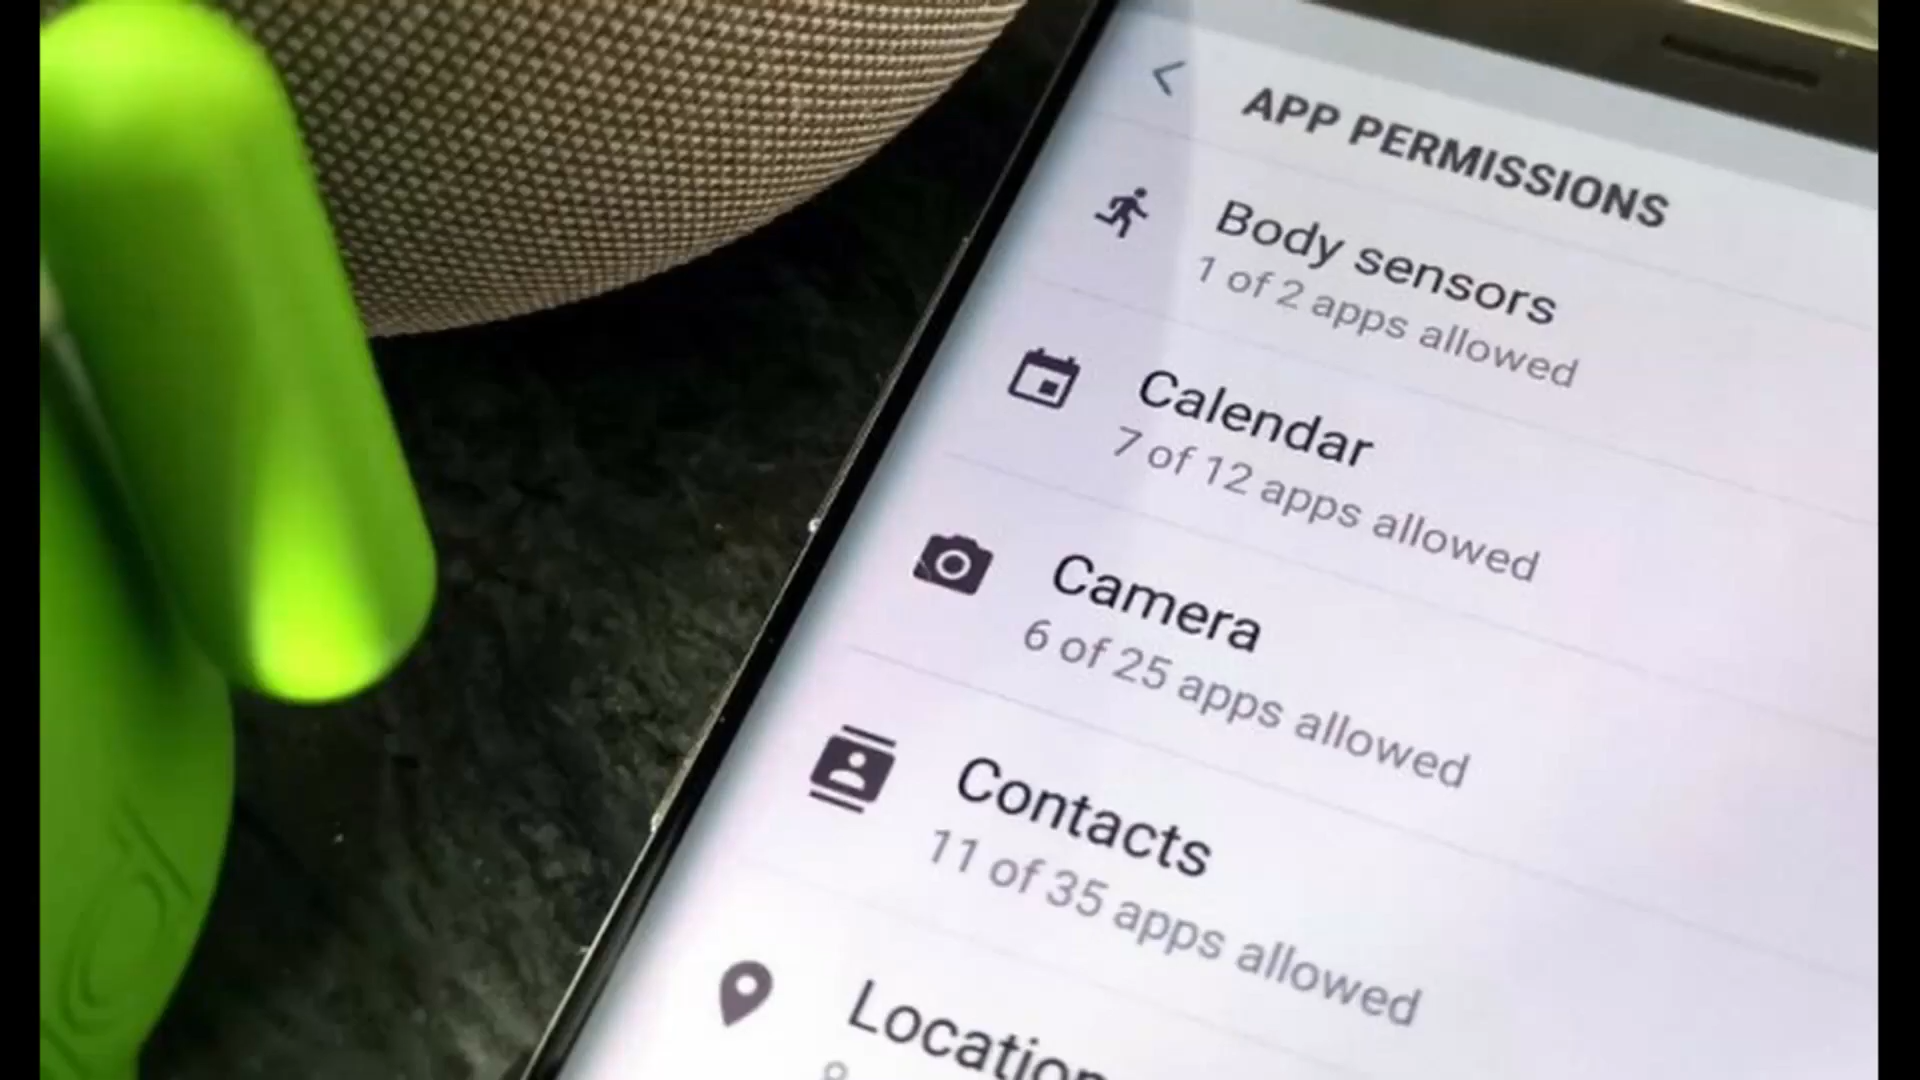 APP PERMISSIONS
Body sensors
1 of 2 apps allowed
Calendar
7 of 12 apps allowed
Camera
6 of 25 apps allowed
Contacts
11 of 35 apps allowed
Location